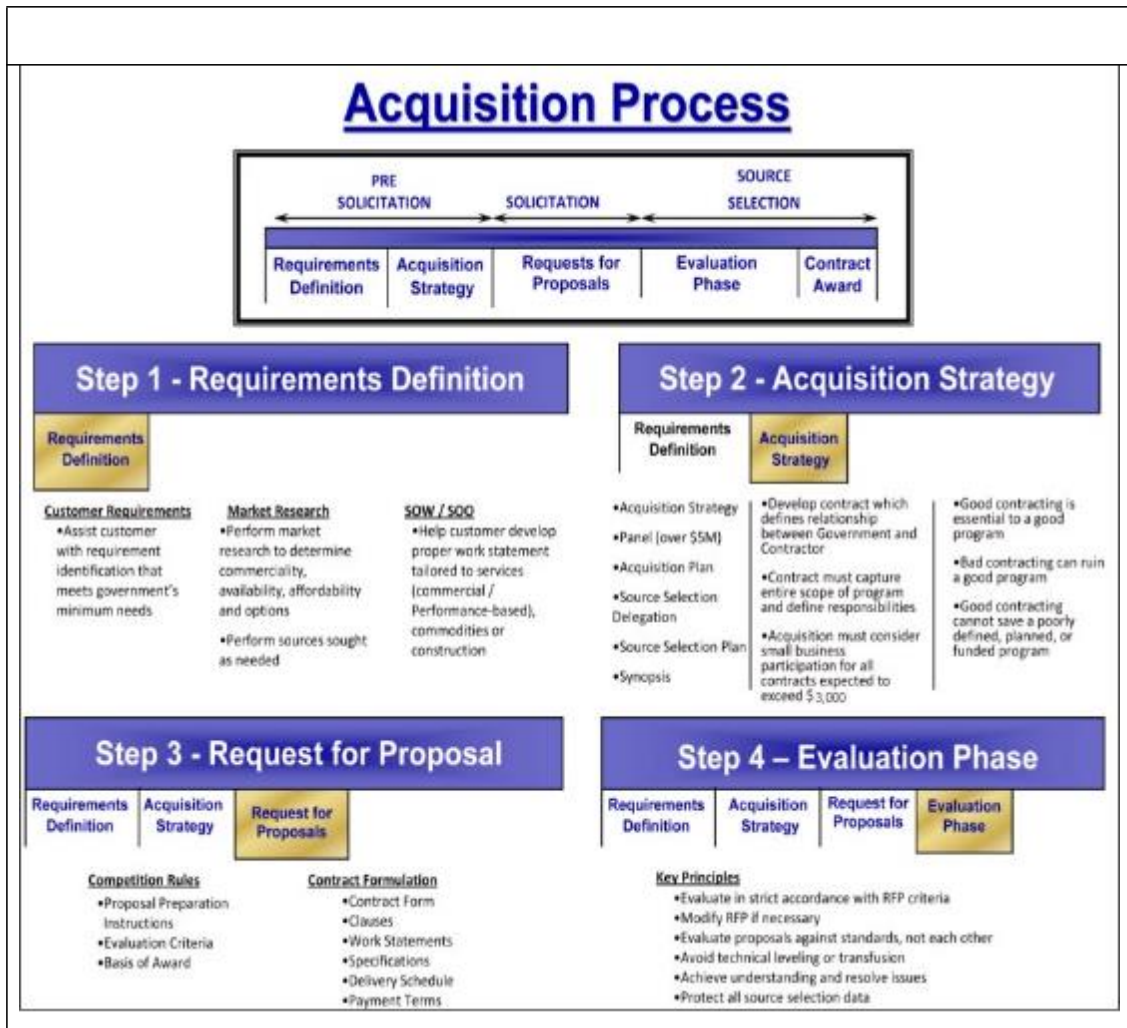 Acquisition Process
PRE
SOLICITATION
SOLICITATION
SOURCE
SELECTION
Requirements
Definition
Acquisition
Strategy
Requests for
Proposals
Evaluation
Phase
Contract
Award
Step 1 - Requirements Definition
Requirements
Definition
Customer Requirements
•Assist customer
with requirement
identification that
meets government's
minimum needs
Market Research
•Perform market
research to determine
commerciality,
availability, affordability
and options
•Perform sources sought
as needed
SOW / SOO
•Help customer develop
proper work statement
tailored to services
(commercial /
Performance-based),
commodities or
construction
Step 2 - Acquisition Strategy
Requirements
Definition
Acquisition
Strategy
•Acquisition Strategy
•Panel (over $5M)
•Acquisition Plan
•Source Selection
Delegation
•Source Selection Plan
•Synopsis
•Develop contract which
defines relationship
between Government and
Contractor
•Contract must capture
entire scope of program
and define responsibilities
•Acquisition must consider
small business
participation for all
contracts expected to
exceed $3,000
•Good contracting is
essential to a good
program
•Bad contracting can ruin
a good program
•Good contracting
cannot save a poorly
defined, planned, or
funded program
Step 3 - Request for Proposal
Requirements
Definition
Acquisition
Strategy
Request for
Proposals
Competition Rules
•Proposal Preparation
Instructions
•Evaluation Criteria
•Basis of Award
Contract Formulation
•Contract Form
•Clauses
•Work Statements
•Specifications
•Delivery Schedule
•Payment Terms
Step 4 – Evaluation Phase
Requirements
Definition
Acquisition
Strategy
Request for
Proposals
Evaluation
Phase
Key Principles
•Evaluate in strict accordance with RFP criteria
•Modify RFP if necessary
•Evaluate proposals against standards, not each other
•Avoid technical leveling or transfusion
•Achieve understanding and resolve issues
•Protect all source selection data